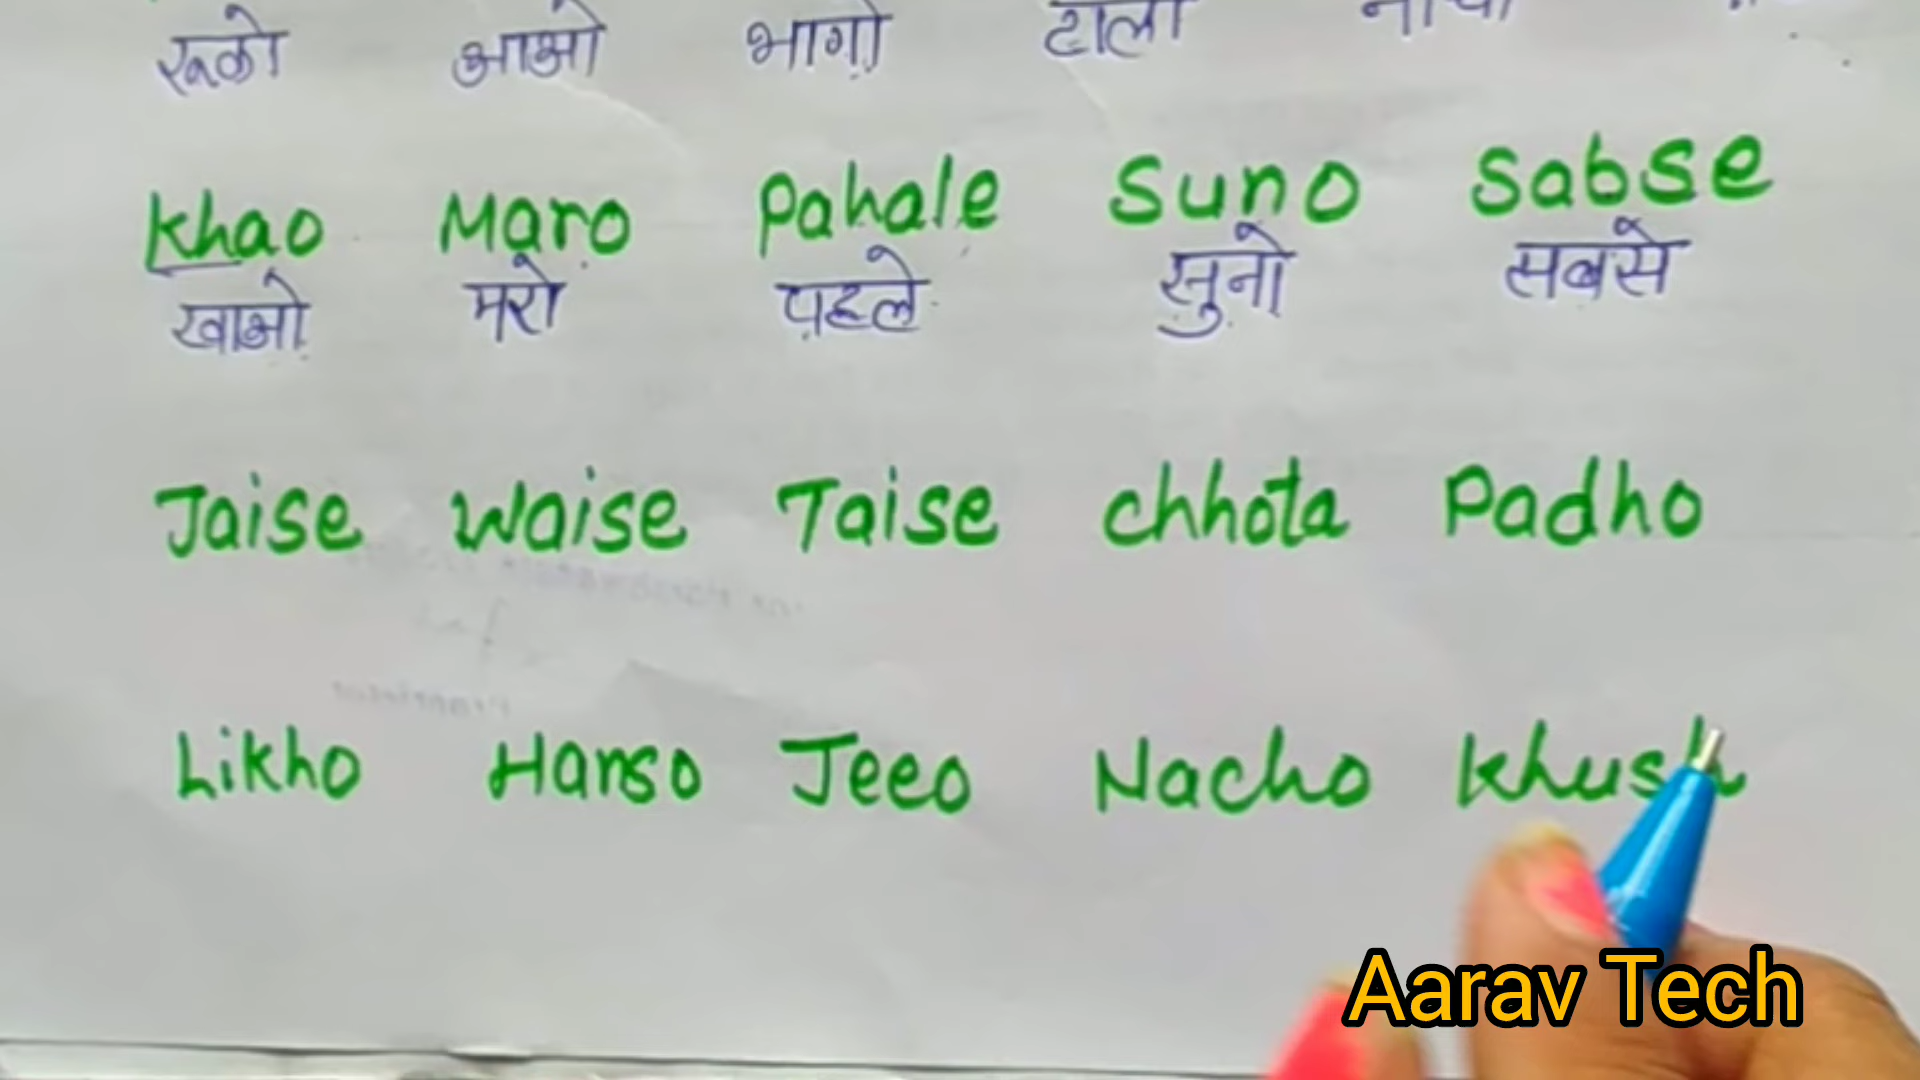 रूको आओ भागो
Khao Maro Pahale Suno Sabse
खाओ मरो पहले सुनो सबसे
Jaise Waise Taise chhota Padho
Likho Hanso Jeeo Nacho Khush
Aarav Tech